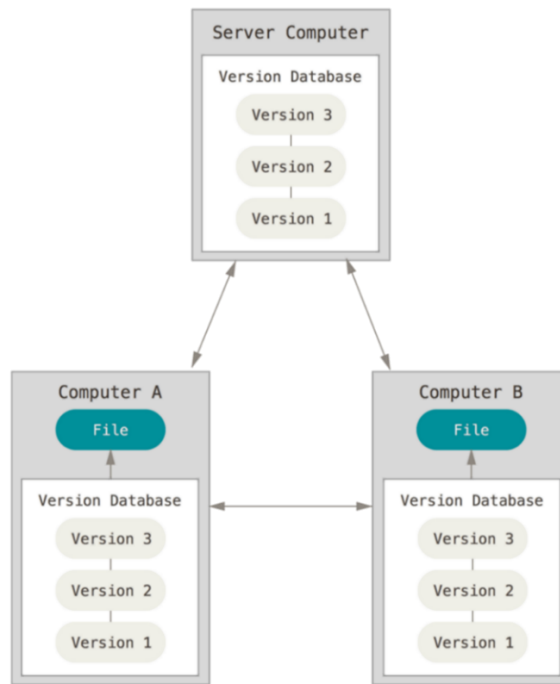 Server Computer
Version Database
Version 3
Version 2
Version 1
Computer A
File
Version Database
Version 3
Version 2
Version 1
Computer B
File
Version Database
Version 3
Version 2
Version 1